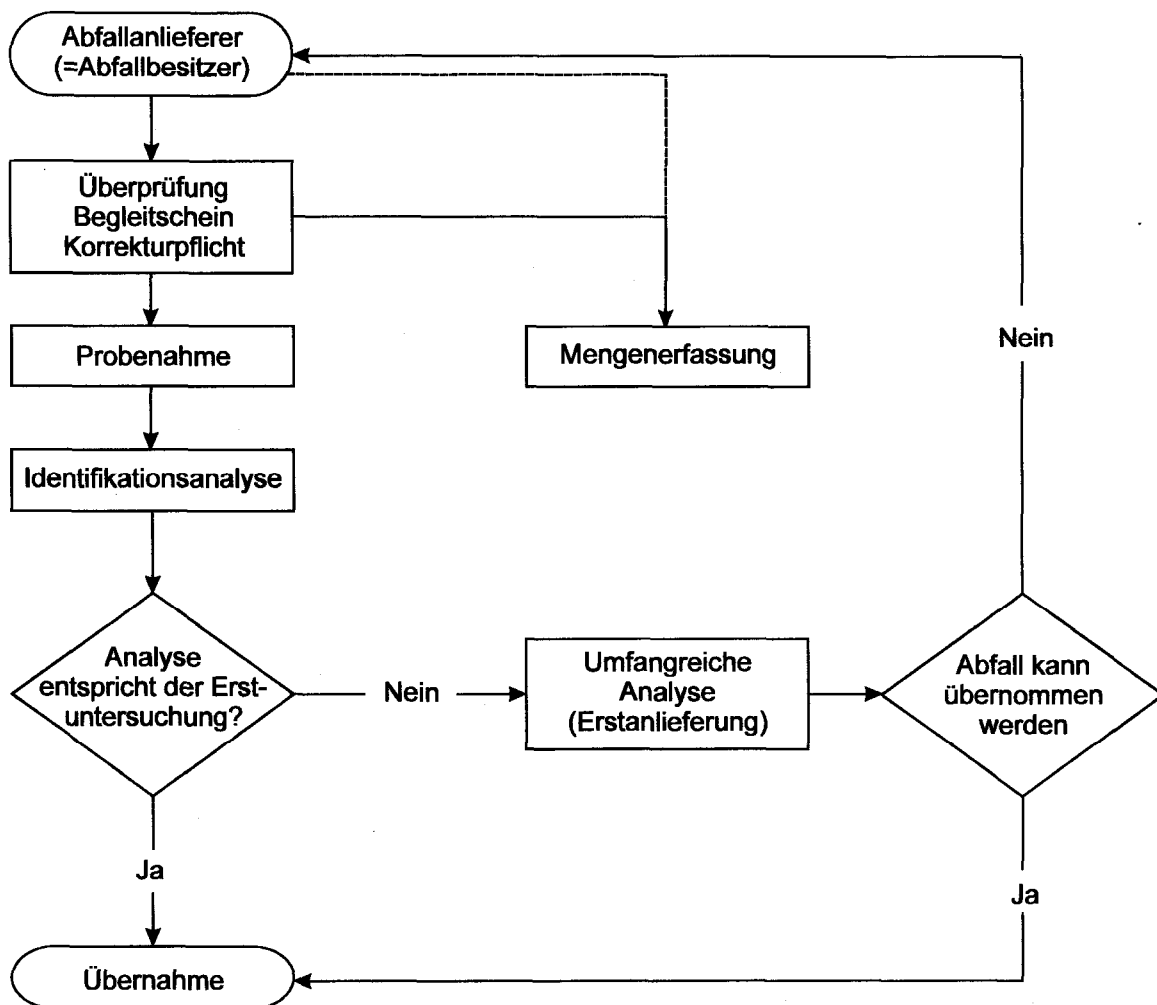 Abfallanlieferer
(=Abfallbesitzer)
Überprüfung
Begleitschein
Korrekturpflicht
Probenahme
Mengenerfassung
Nein
Identifikationsanalyse
Analyse
entspricht der Erst-
untersuchung?
Nein
Umfangreiche
Analyse
(Erstanlieferung)
Abfall kann
übernommen
werden
Ja
Ja
Übernahme